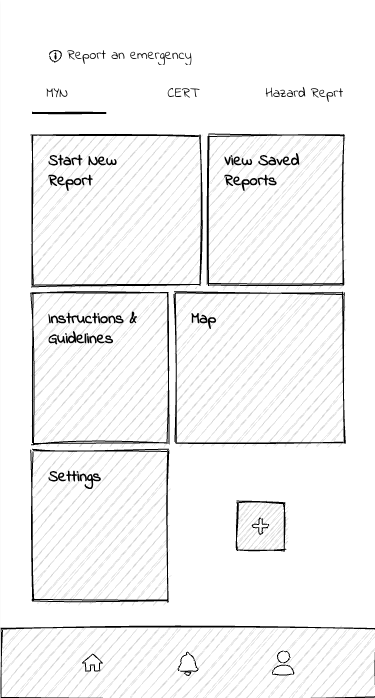 Report an emergency
MYN CERT Hazard Reprt
Start New
Report
View Saved
Reports
Instructions &
Guidelines
Map
Settings